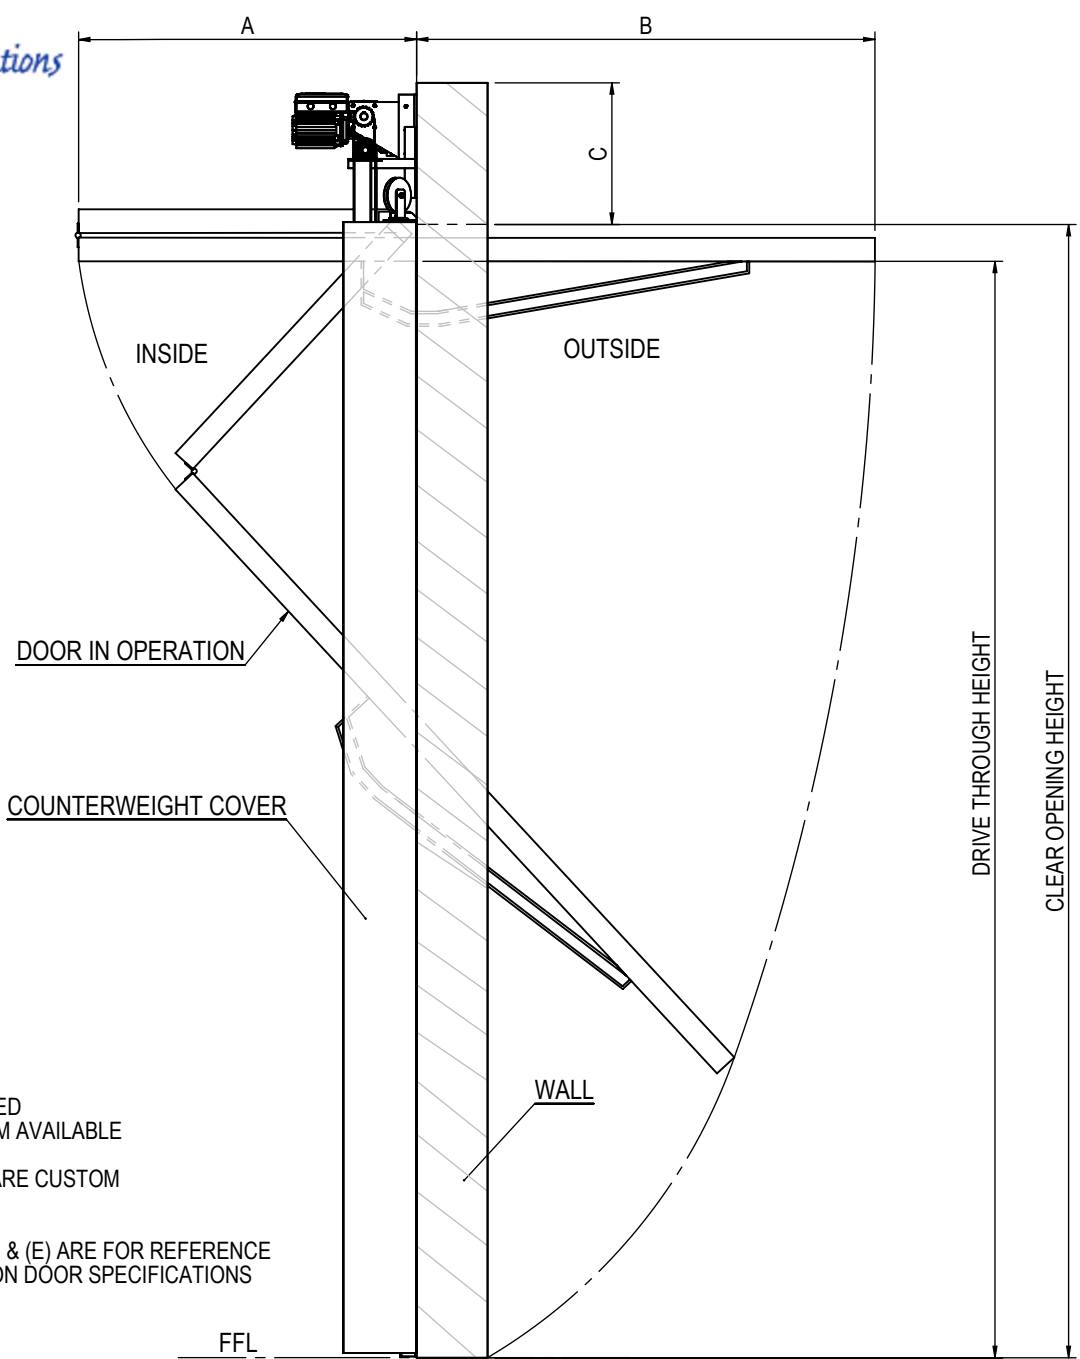 A
B
tions
C
INSIDE
OUTSIDE
DOOR IN OPERATION
DRIVE THROUGH HEIGHT
CLEAR OPENING HEIGHT
COUNTERWEIGHT COVER
WALL
ED
M AVAILABLE
ARE CUSTOM
& (E) ARE FOR REFERENCE
ON DOOR SPECIFICATIONS
FFL